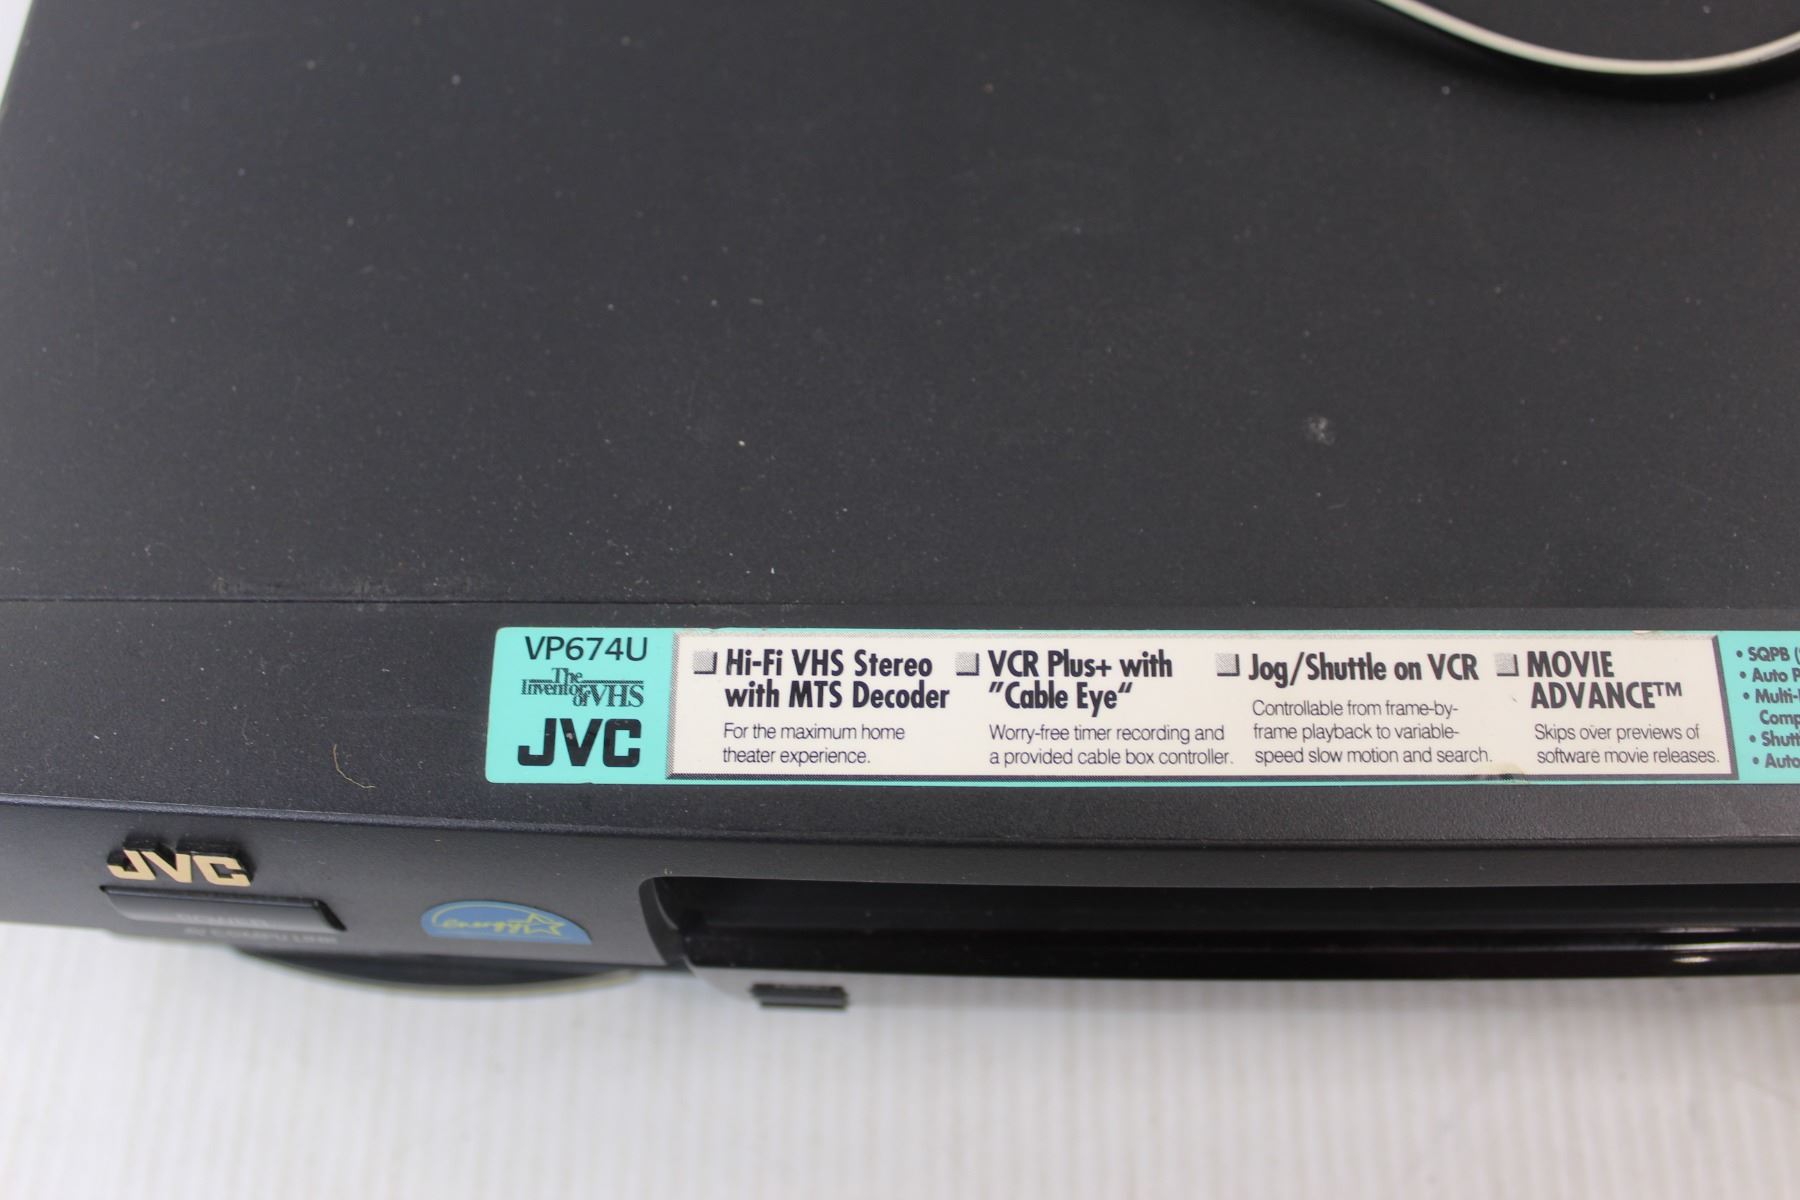 VP674U
The
Inventor
of VHS
JVC
Hi-Fi VHS Stereo
with MTS Decoder
For the maximum home
theater experience.
VCR Plus+ with
"Cable Eye"
Worry-free timer recording and
a provided cable box controller.
Jog/Shuttle on VCR
Controllable from frame-by-
frame playback to variable-
speed slow motion and search.
MOVIE
ADVANCE™
Skips over previews of
software movie releases.
• SQPB (
• Auto P
• Multi-
Comp
• Shutt
• Auto
JVC
POWER
energy